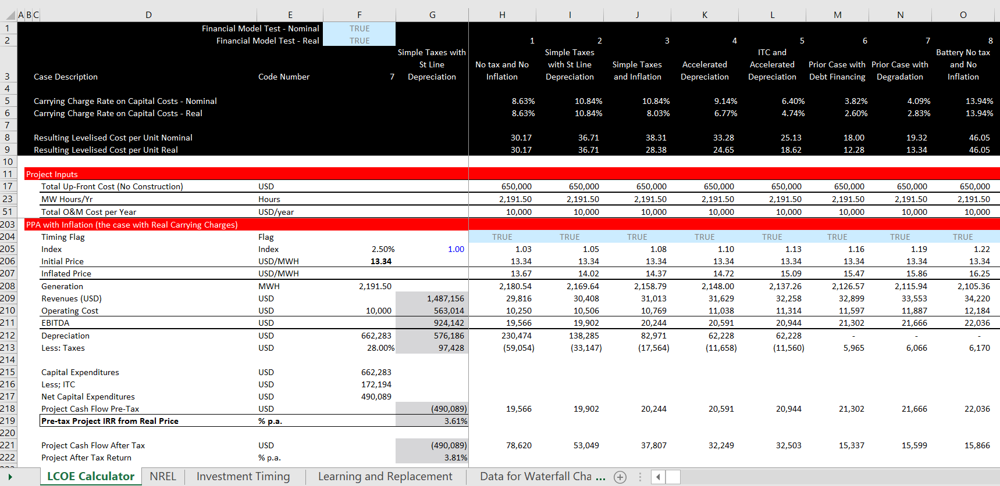 A B C D E F G H I J K L M N O
1 Financial Model Test - Nominal TRUE
2 Financial Model Test - Real TRUE 1 2 3 4 5 6 7 8
Simple Taxes with Simple Taxes ITC and Battery No tax
St Line No tax and No with St Line Simple Taxes Accelerated Accelerated Prior Case with Prior Case with and No
3 Case Description Code Number 7 Depreciation Inflation Depreciation and Inflation Depreciation Depreciation Debt Financing Degradation Inflation
4
5 Carrying Charge Rate on Capital Costs - Nominal 8.63% 10.84% 10.84% 9.14% 6.40% 3.82% 4.09% 13.94%
6 Carrying Charge Rate on Capital Costs - Real 8.63% 10.84% 8.03% 6.77% 4.74% 2.60% 2.83% 13.94%
7
8 Resulting Levelised Cost per Unit Nominal 30.17 36.71 38.31 33.28 25.13 18.00 19.32 46.05
9 Resulting Levelised Cost per Unit Real 30.17 36.71 28.38 24.65 18.62 12.28 13.34 46.05
10
11 Project Inputs
17 Total Up-Front Cost (No Construction) USD 650,000 650,000 650,000 650,000 650,000 650,000 650,000 650,000
23 MW Hours/Yr Hours 2,191.50 2,191.50 2,191.50 2,191.50 2,191.50 2,191.50 2,191.50 2,191.50
51 Total O&M Cost per Year USD/year 10,000 10,000 10,000 10,000 10,000 10,000 10,000 10,000
203 PPA with Inflation (the case with Real Carrying Charges)
204 Timing Flag Flag TRUE TRUE TRUE TRUE TRUE TRUE TRUE TRUE
205 Index Index 2.50% 1.00 1.03 1.05 1.08 1.10 1.13 1.16 1.19 1.22
206 Initial Price USD/MWH 13.34 13.34 13.34 13.34 13.34 13.34 13.34 13.34 13.34
207 Inflated Price USD/MWH 13.67 14.02 14.37 14.72 15.09 15.47 15.86 16.25
208 Generation MWH 2,191.50 2,180.54 2,169.64 2,158.79 2,148.00 2,137.26 2,126.57 2,115.94 2,105.36
209 Revenues (USD) USD 1,487,156 29,816 30,408 31,013 31,629 32,258 32,899 33,553 34,220
210 Operating Cost USD 10,000 563,014 10,250 10,506 10,769 11,038 11,314 11,597 11,887 12,184
211 EBITDA USD 924,142 19,566 19,902 20,244 20,591 20,944 21,302 21,666 22,036
212 Depreciation USD 662,283 576,186 230,474 138,285 82,971 62,228 62,228 - - -
213 Less: Taxes USD 28.00% 97,428 (59,054) (33,147) (17,564) (11,658) (11,560) 5,965 6,066 6,170
214
215 Capital Expenditures USD 662,283
216 Less; ITC USD 172,194
217 Net Capital Expenditures USD 490,089
218 Project Cash Flow Pre-Tax USD (490,089) 19,566 19,902 20,244 20,591 20,944 21,302 21,666 22,036
219 Pre-tax Project IRR from Real Price % p.a. 3.61%
220
221 Project Cash Flow After Tax USD (490,089) 78,620 53,049 37,807 32,249 32,503 15,337 15,599 15,866
222 Project After Tax Return % p.a. 3.81%
LCOE Calculator NREL Investment Timing Learning and Replacement Data for Waterfall Cha ...